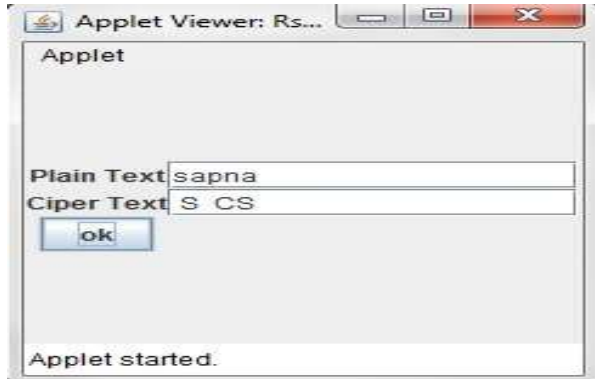 Applet Viewer: Rs...
Applet
Plain Text sapna
Ciper Text S CS
ok
Applet started.